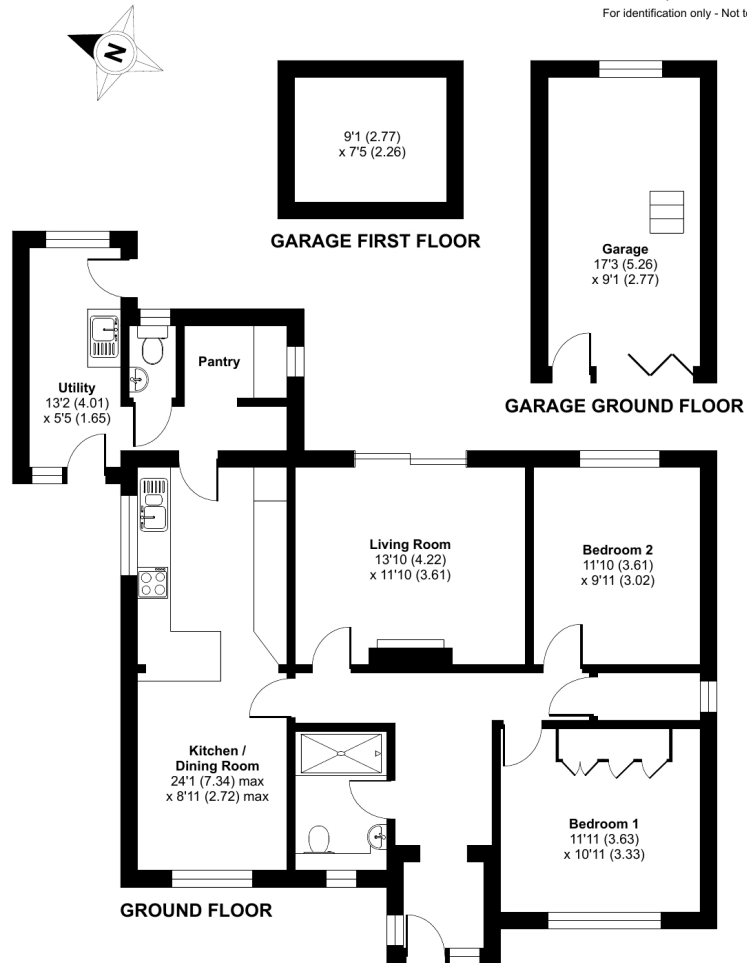 For identification only - Not t
N
9'1 (2.77)
x 7'5 (2.26)
GARAGE FIRST FLOOR
Garage
17'3 (5.26)
x 9'1 (2.77)
GARAGE GROUND FLOOR
Utility
13'2 (4.01)
x 5'5 (1.65)
Pantry
Living Room
13'10 (4.22)
x 11'10 (3.61)
Bedroom 2
11'10 (3.61)
x 9'11 (3.02)
Kitchen /
Dining Room
24'1 (7.34) max
x 8'11 (2.72) max
Bedroom 1
11'11 (3.63)
x 10'11 (3.33)
GROUND FLOOR